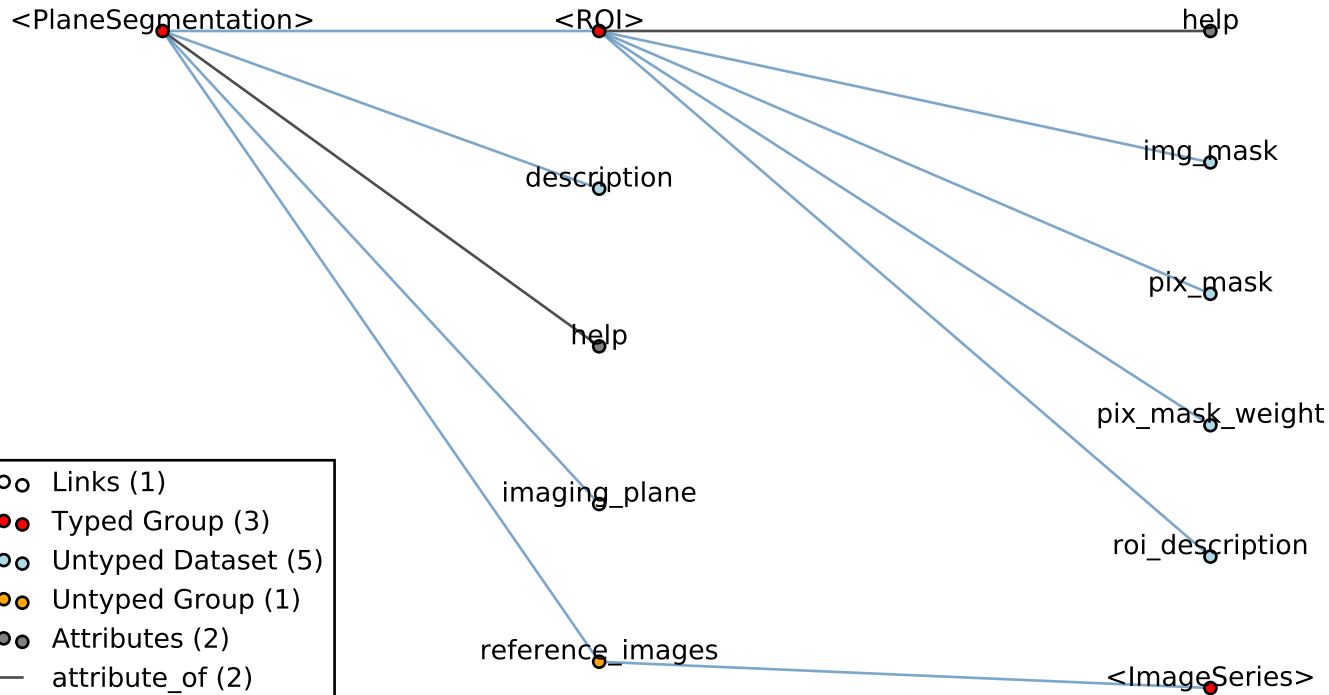 <PlaneSegmentation>
<ROI>
help
img_mask
description
pix_mask
help
pix_mask_weight
imaging_plane
roi_description
reference_images
<ImageSeries>
Links (1)
Typed Group (3)
Untyped Dataset (5)
Untyped Group (1)
Attributes (2)
attribute_of (2)